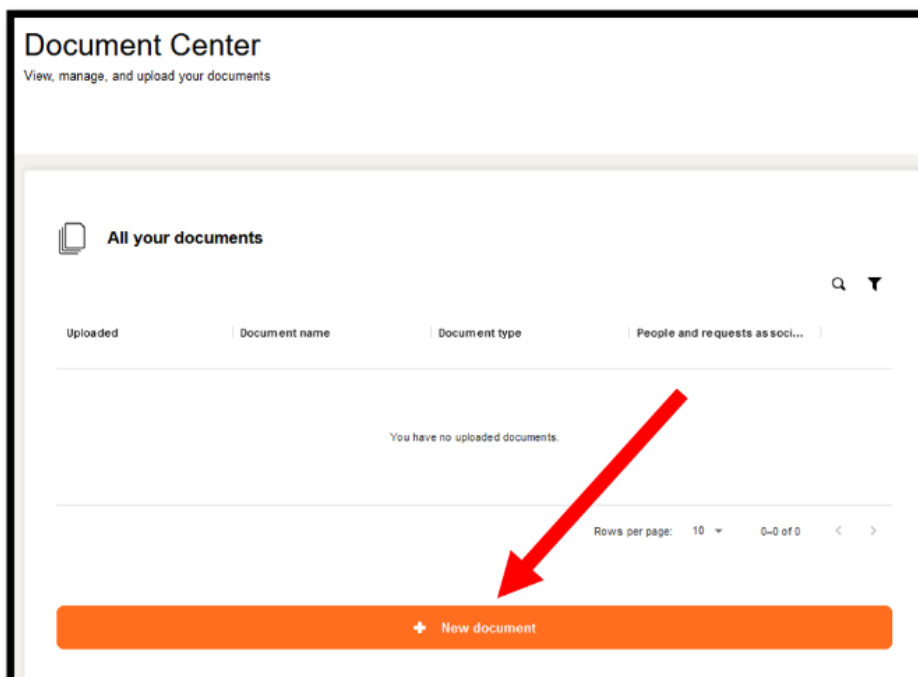 Document Center
View, manage, and upload your documents
All your documents
Uploaded Document name Document type People and requests associ...
You have no uploaded documents.
Rows per page: 10 0–0 of 0
+ New document